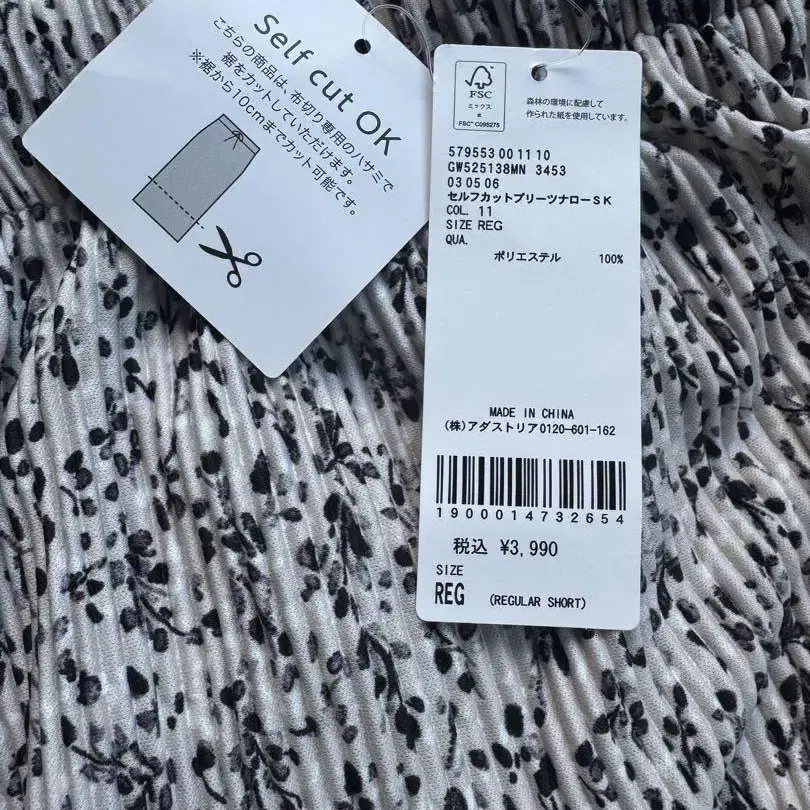 Self cut OK
こちらの商品は、布切り専用のハサミで
裾をカットしていただけます。
※裾から10cmまでカット可能です。
FSC
ミックス
紙
FSC™ C095275
森林の環境に配慮して
作られた紙を使用しています。
579553 00 11 10
GW525138MN 3453
03 05 06
セルフカットプリーツナローSK
COL. 11
SIZE REG
QUA.
ポリエステル 100%
MADE IN CHINA
(株)アダストリア0120-601-162
1900014732654
税込 ¥3,990
SIZE
REG (REGULAR SHORT)